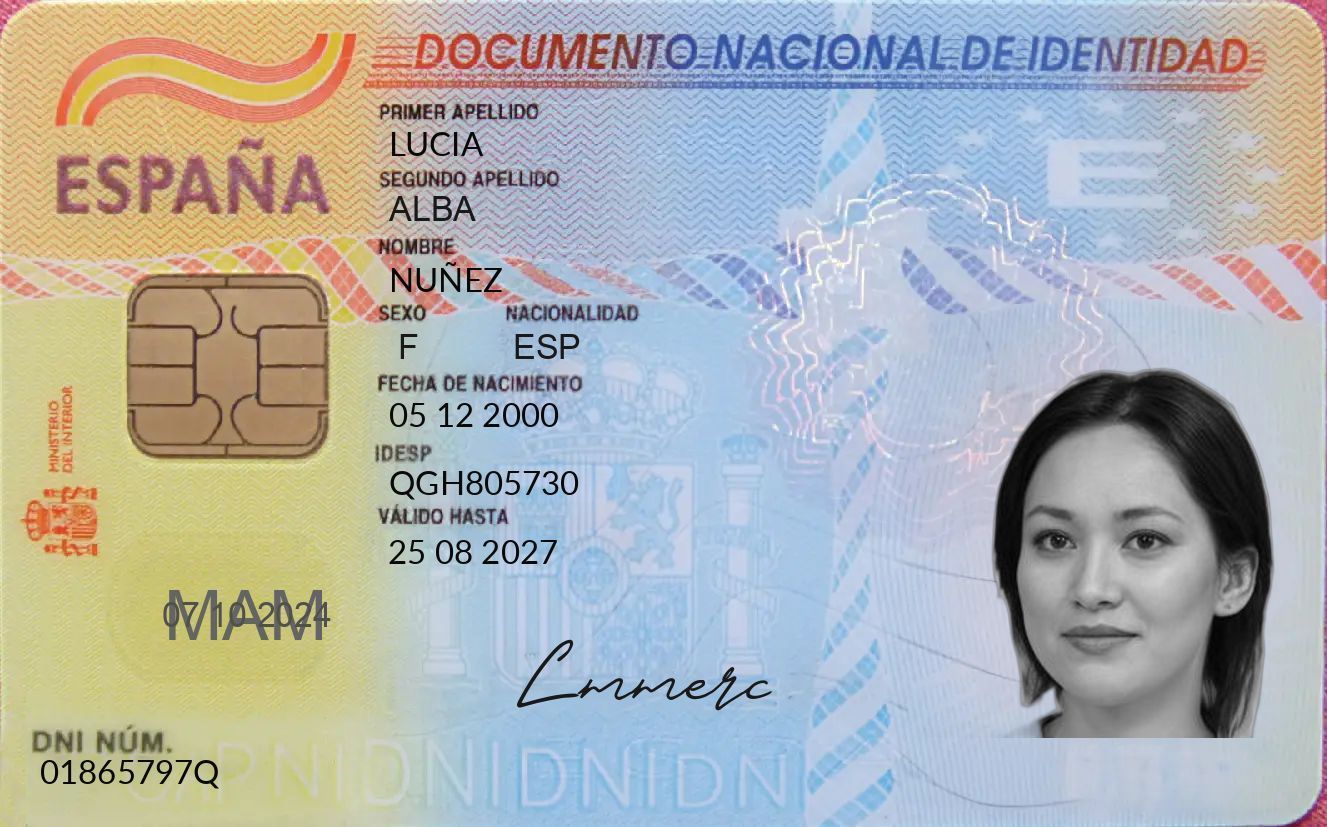 DOCUMENTO NACIONAL DE IDENTIDAD
ESPAÑA
PRIMER APELLIDO
LUCIA
SEGUNDO APELLIDO
ALBA
NOMBRE
NUÑEZ
SEXO NACIONALIDAD
F ESP
FECHA DE NACIMIENTO
05 12 2000
IDESP
QGH805730
VÁLIDO HASTA
25 08 2027
MINISTERIO
DEL INTERIOR
E
07 10 2024
MAM
Lmmerc
DNI NÚM.
01865797Q
DNIDNIDNIDNI